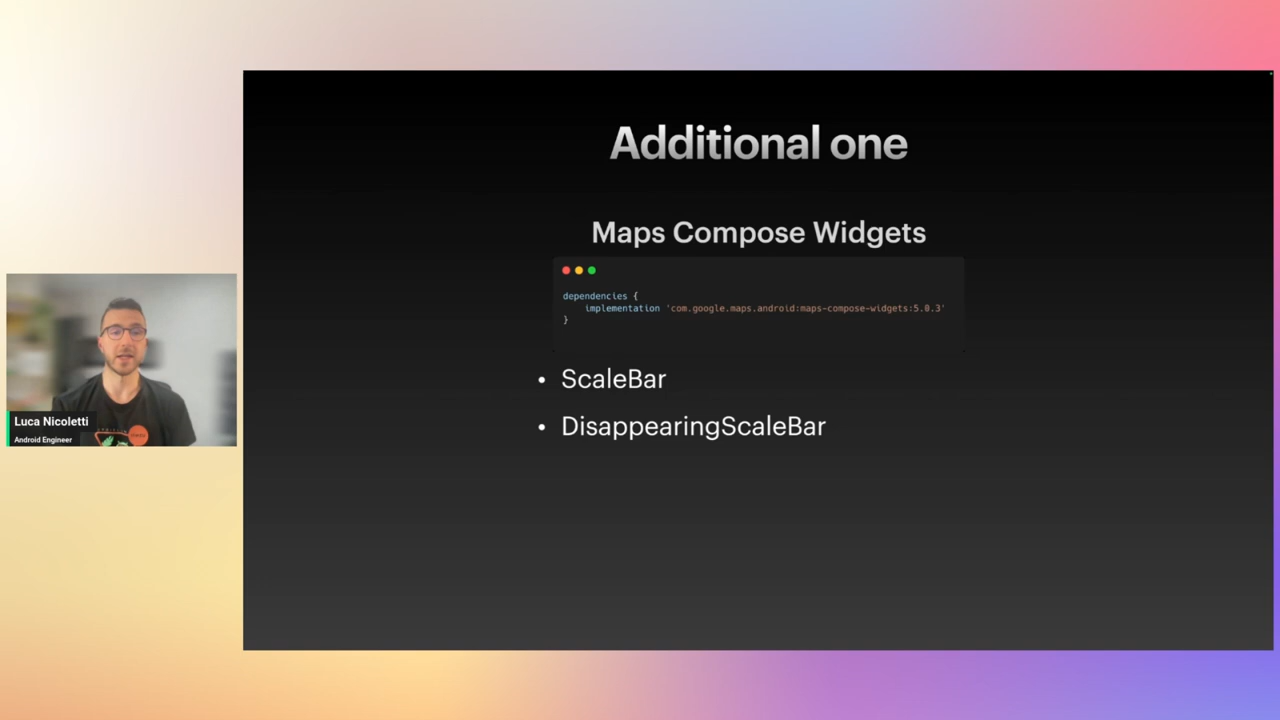 Additional one
Maps Compose Widgets
dependencies {
implementation 'com.google.maps.android:maps-compose-widgets:5.0.3'
}
• ScaleBar
• DisappearingScaleBar
Luca Nicoletti
Android Engineer